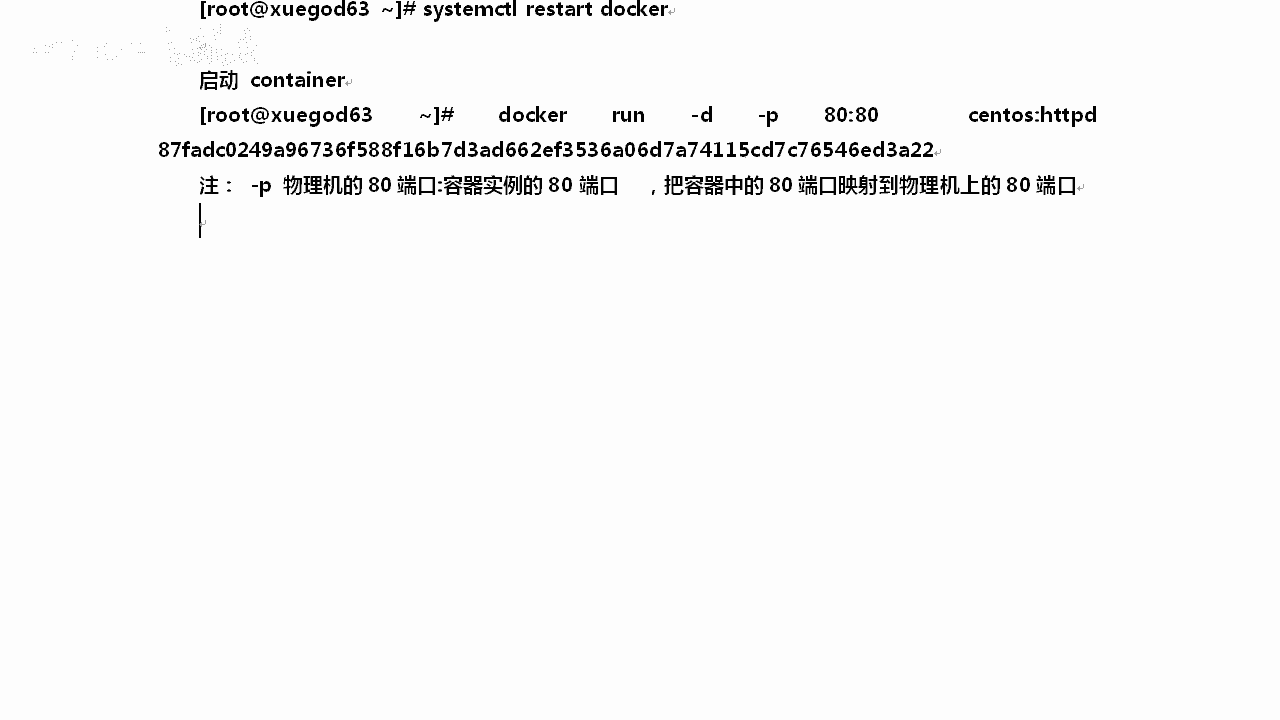 [root@xuegod63 ~]# systemctl restart docker
启动 container
[root@xuegod63 ~]# docker run -d -p 80:80 centos:httpd
87fadc0249a96736f588f16b7d3ad662ef3536a06d7a74115cd7c76546ed3a22
注： -p 物理机的 80 端口:容器实例的 80 端口 ，把容器中的 80 端口映射到物理机上的 80 端口